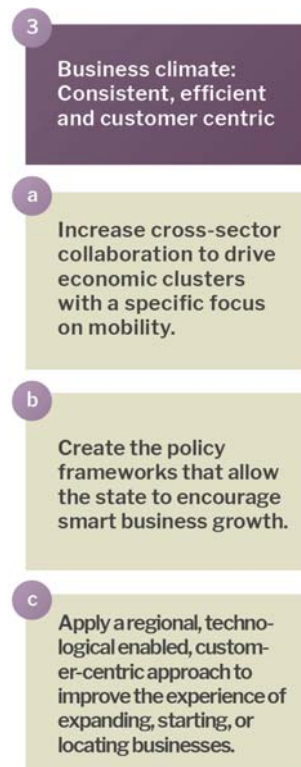 3
Business climate:
Consistent, efficient
and customer centric
a
Increase cross-sector
collaboration to drive
economic clusters
with a specific focus
on mobility.
b
Create the policy
frameworks that allow
the state to encourage
smart business growth.
c
Apply a regional, techno-
logical enabled, custom-
er-centric approach to
improve the experience of
expanding, starting, or
locating businesses.